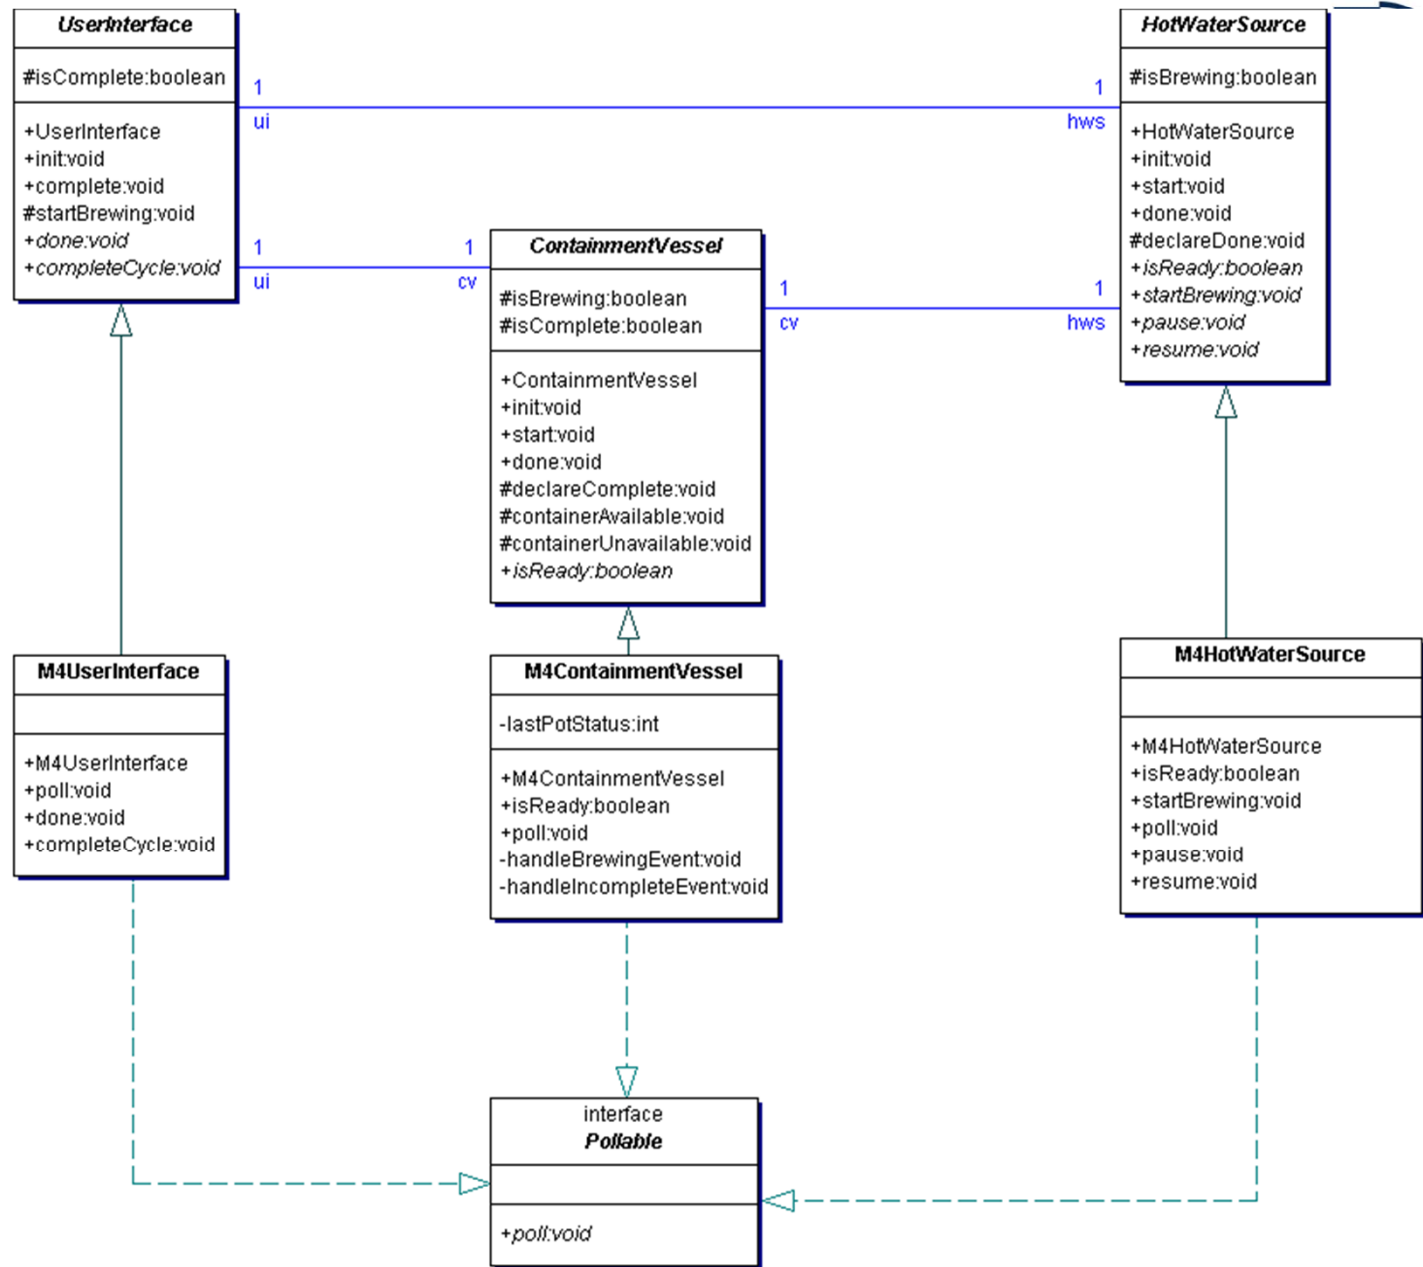 UserInterface
#isComplete:boolean
+UserInterface
+init:void
+complete:void
#startBrewing:void
+done:void
+completeCycle:void
1
ui
1
hws
1
ui
1
cv
HotWaterSource
#isBrewing:boolean
+HotWaterSource
+init:void
+start:void
+done:void
#declareDone:void
+isReady:boolean
+startBrewing:void
+pause:void
+resume:void
ContainmentVessel
#isBrewing:boolean
#isComplete:boolean
+ContainmentVessel
+init:void
+start:void
+done:void
#declareComplete:void
#containerAvailable:void
#containerUnavailable:void
+isReady:boolean
1
cv
1
hws
M4UserInterface
+M4UserInterface
+poll:void
+done:void
+completeCycle:void
M4ContainmentVessel
-lastPotStatus:int
+M4ContainmentVessel
+isReady:boolean
+poll:void
-handleBrewingEvent:void
-handleIncompleteEvent:void
M4HotWaterSource
+M4HotWaterSource
+isReady:boolean
+startBrewing:void
+poll:void
+pause:void
+resume:void
interface
Pollable
+poll:void